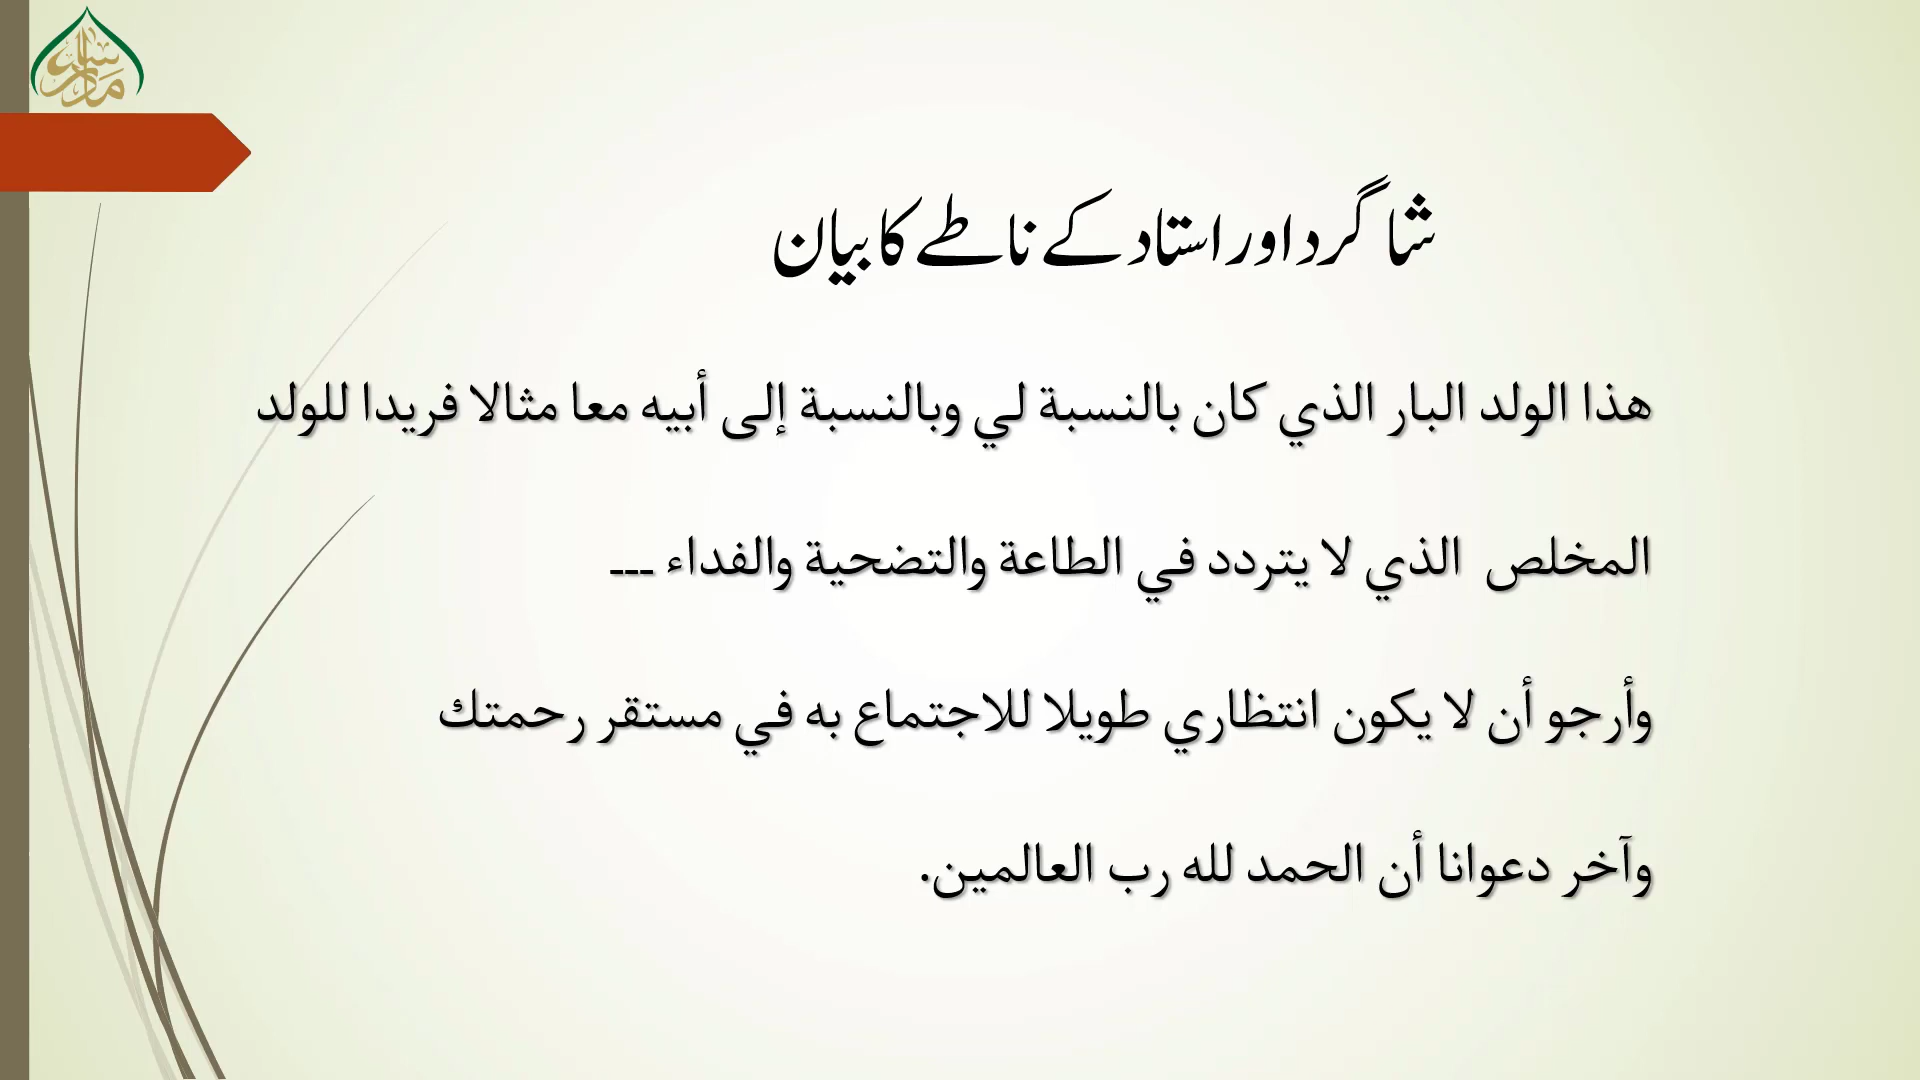 شاگرد اور استاد کے ناطے کا بیان
هذا الولد البار الذي كان بالنسبة لي وبالنسبة إلى أبيه معا مثالا فريدا للولد
المخلص الذي لا يتردد في الطاعة والتضحية والفداء ---
وأرجو أن لا يكون انتظاري طويلا للاجتماع به في مستقر رحمتك
وآخر دعوانا أن الحمد لله رب العالمين.